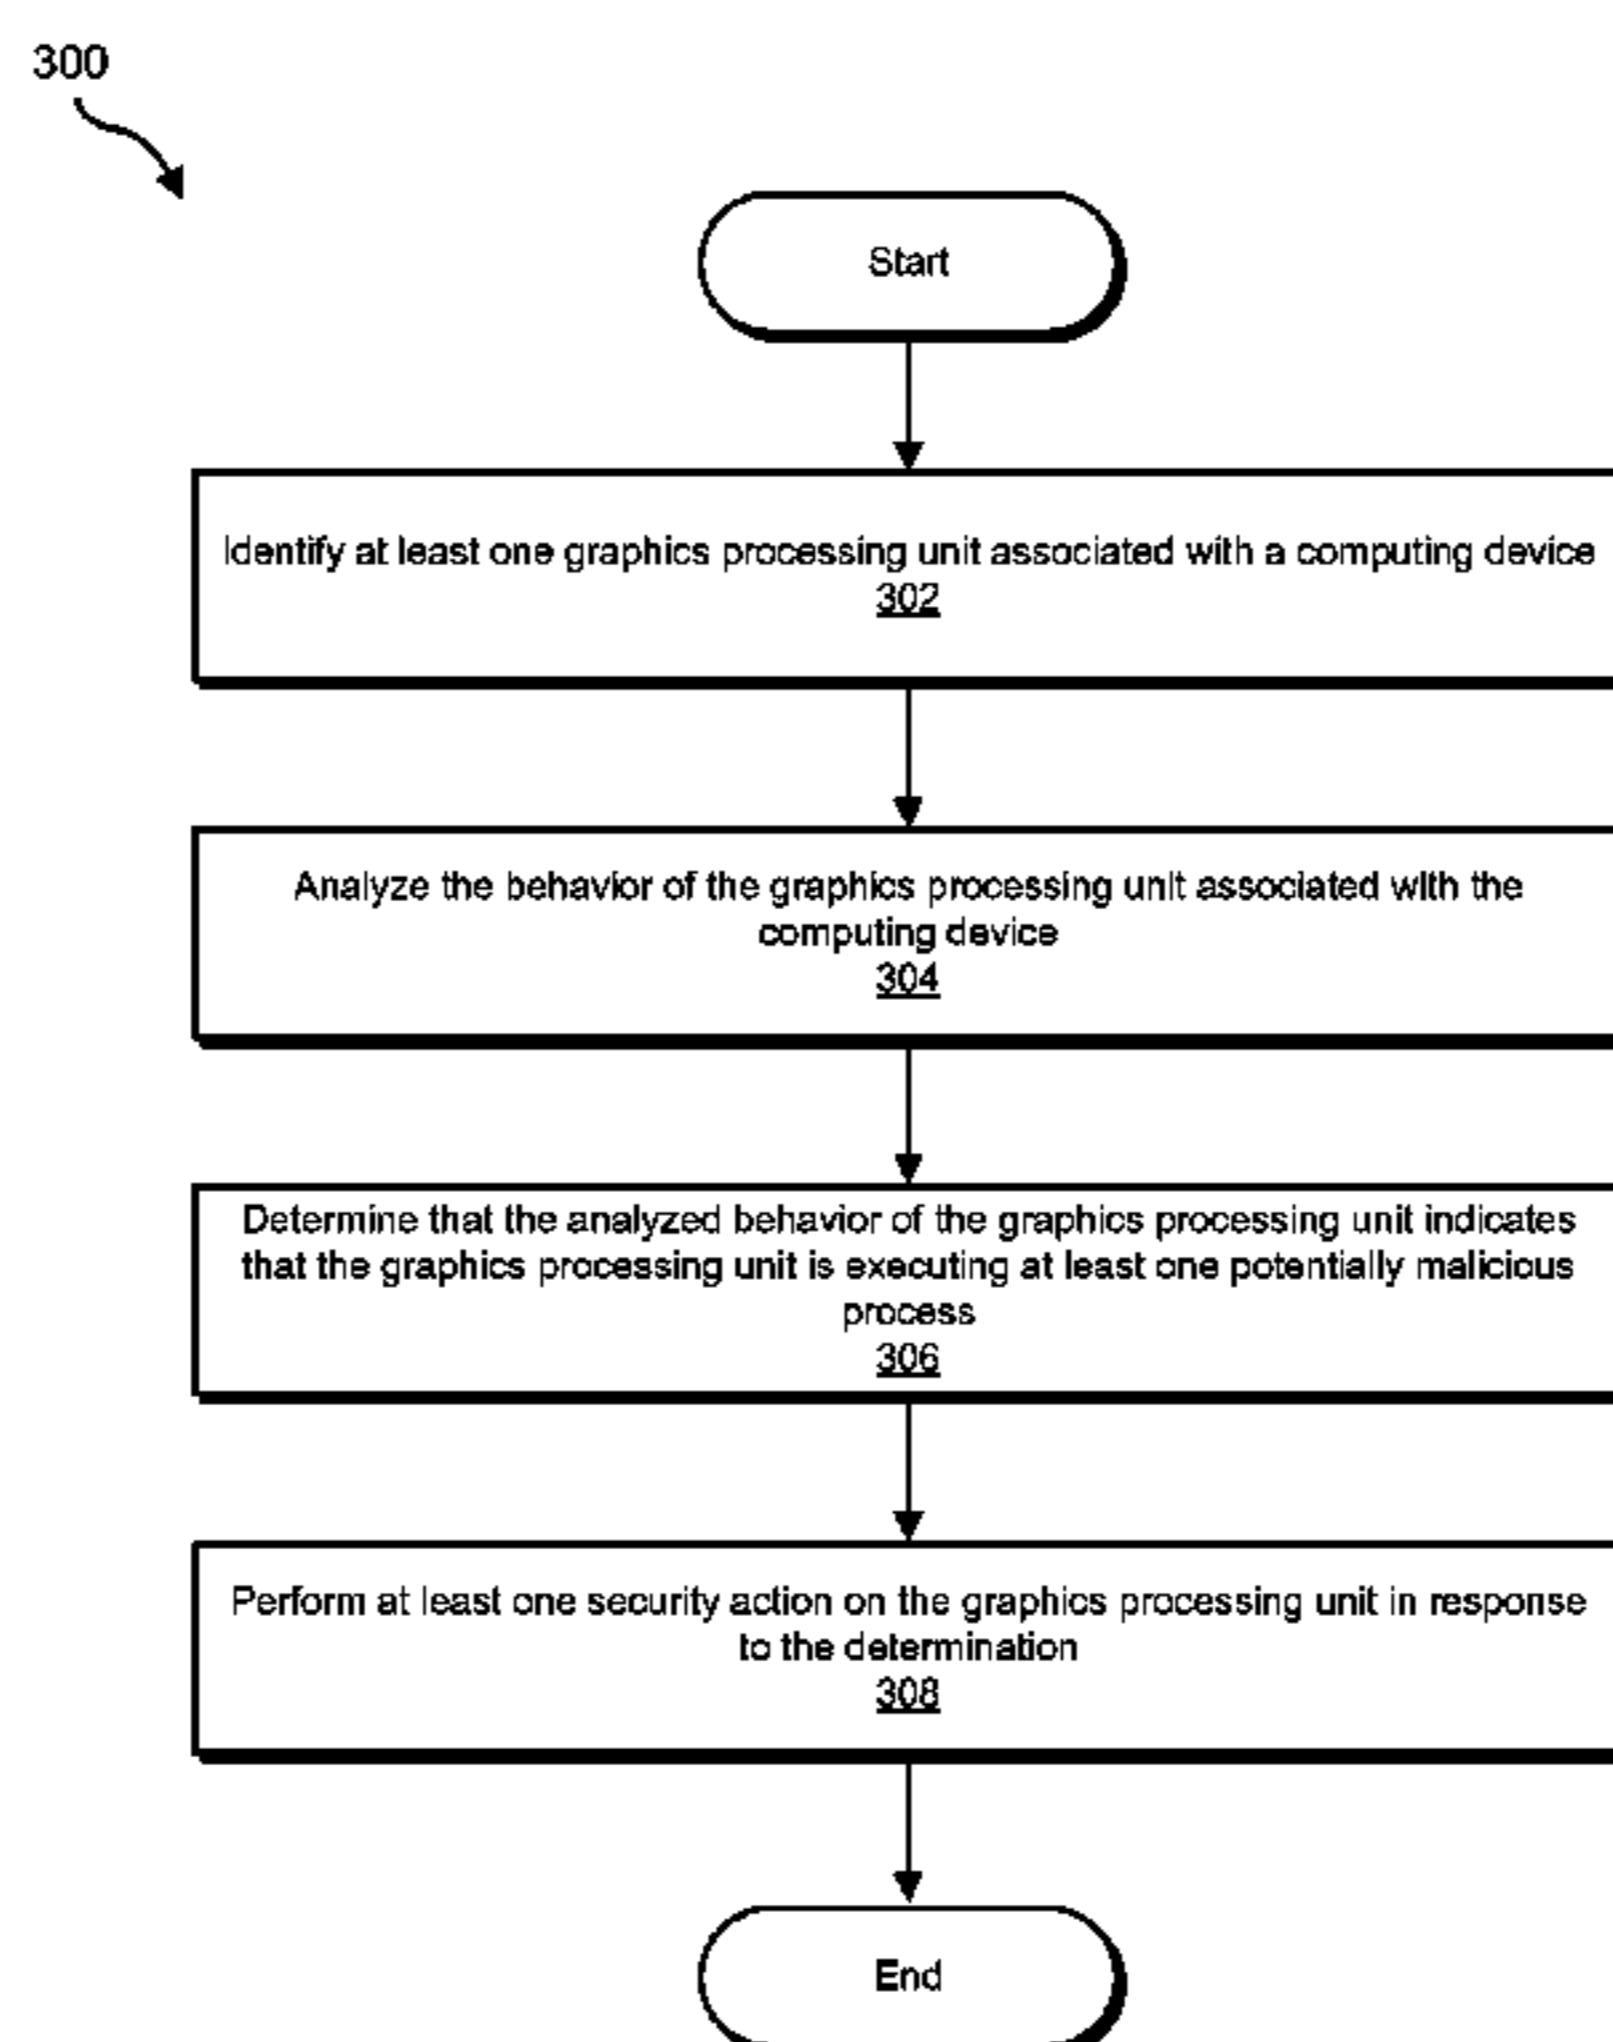 300
Start
Identify at least one graphics processing unit associated with a computing device
302
Analyze the behavior of the graphics processing unit associated with the
computing device
304
Determine that the analyzed behavior of the graphics processing unit indicates
that the graphics processing unit is executing at least one potentially malicious
process
306
Perform at least one security action on the graphics processing unit in response
to the determination
308
End